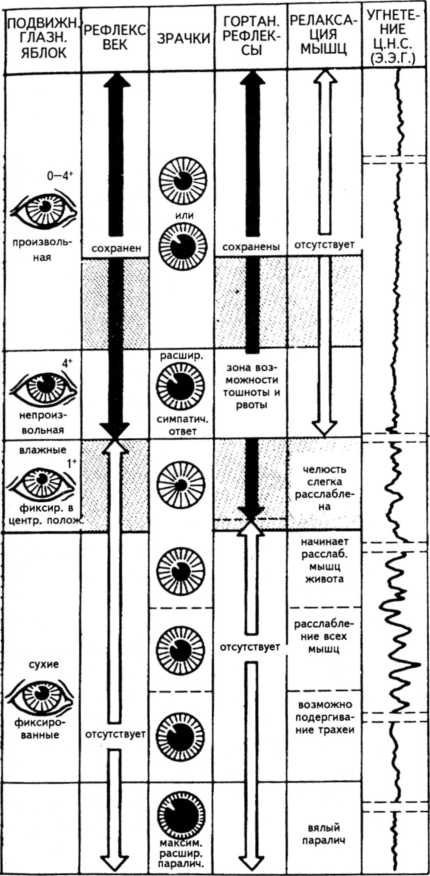 ПОДВИЖН.
ГЛАЗН.
ЯБЛОК
РЕФЛЕКС
ВЕК
ЗРАЧКИ
ГОРТАН.
РЕФЛЕК-
СЫ
РЕЛАКСА-
ЦИЯ
МЫШЦ
УГНЕТЕ-
НИЕ
Ц.Н.С.
(Э.Э.Г.)
0—4+
произволь-
ная
сохранен
или
сохранены
отсутствует
4+
непроиз-
вольная
расшир.
симпатич.
ответ
зона воз-
можности
тошноты и
рвоты
влажные
1+
фиксир. в
центр. полож.
челюсть
слегка
расслабле-
на
начинает
расслаб.
мышц
живота
расслабле-
ние всех
мышц
сухие
фиксиро-
ванные
отсутствует
отсутствует
возможно
подергива-
ние трахеи
максим.
расшир.
паралич.
вялый
паралич